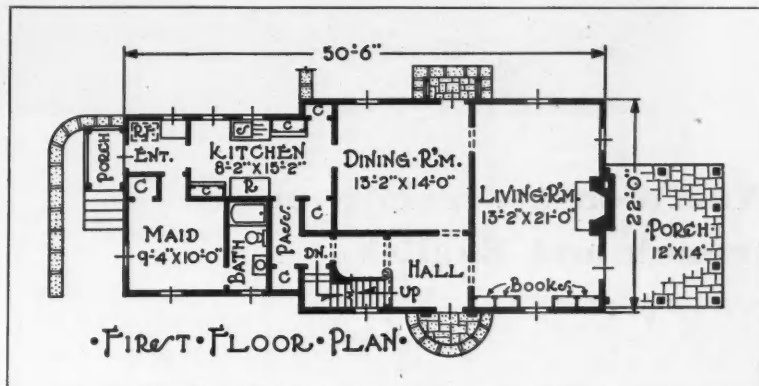 50'-6"
C
S
C
REF.
ENT.
PORCH
KITCHEN
8'-2"X15'-2"
DINING·R'M.
13'-2"X14'-0"
LIVING·R'M
13'-2"X21'-0"
22'-0"
PORCH·
12'X14'
C
C
R
C
MAID
9'-4"X10'-0"
BATH
PASS.
C
DN.
HALL
UP
BOOKS
·FIRST·FLOOR·PLAN·